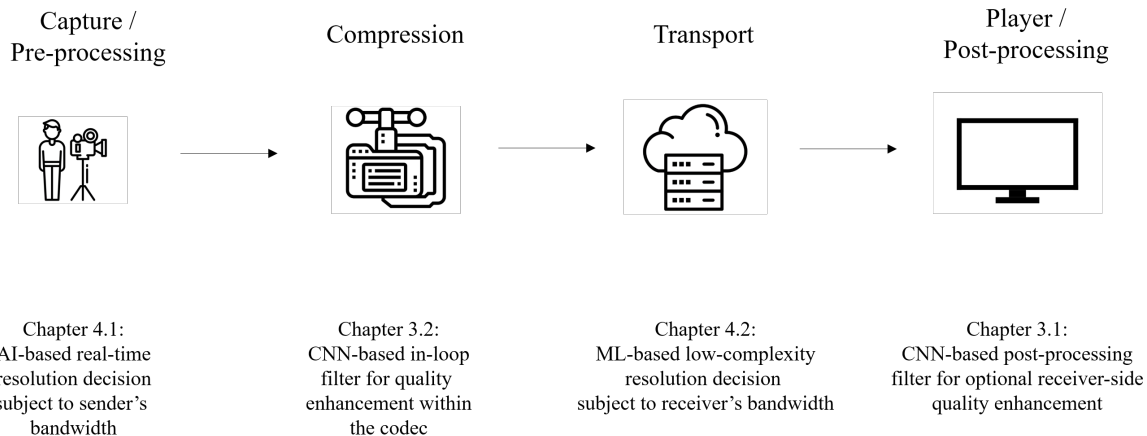 Capture /
Pre-processing
Compression
Transport
Player /
Post-processing
Chapter 4.1:
AI-based real-time
resolution decision
subject to sender's
bandwidth
Chapter 3.2:
CNN-based in-loop
filter for quality
enhancement within
the codec
Chapter 4.2:
ML-based low-complexity
resolution decision
subject to receiver's bandwidth
Chapter 3.1:
CNN-based post-processing
filter for optional receiver-side
quality enhancement